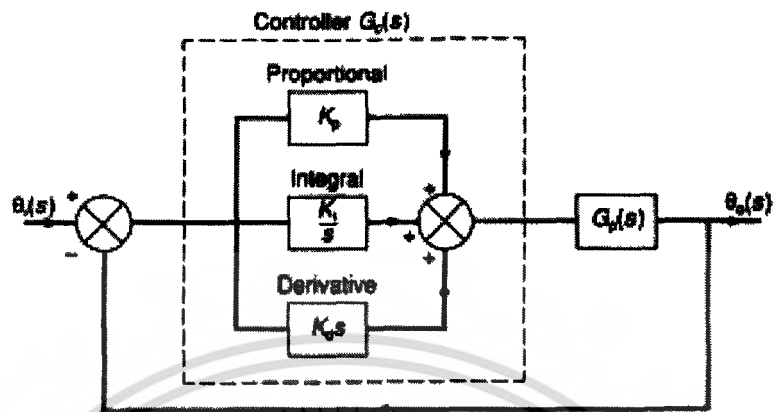 Controller G_c(s)
Proportional
K_p
Integral
θ_i(s)
+
K_i
s
+
+
+
−
G_p(s)
θ_o(s)
Derivative
K_d s